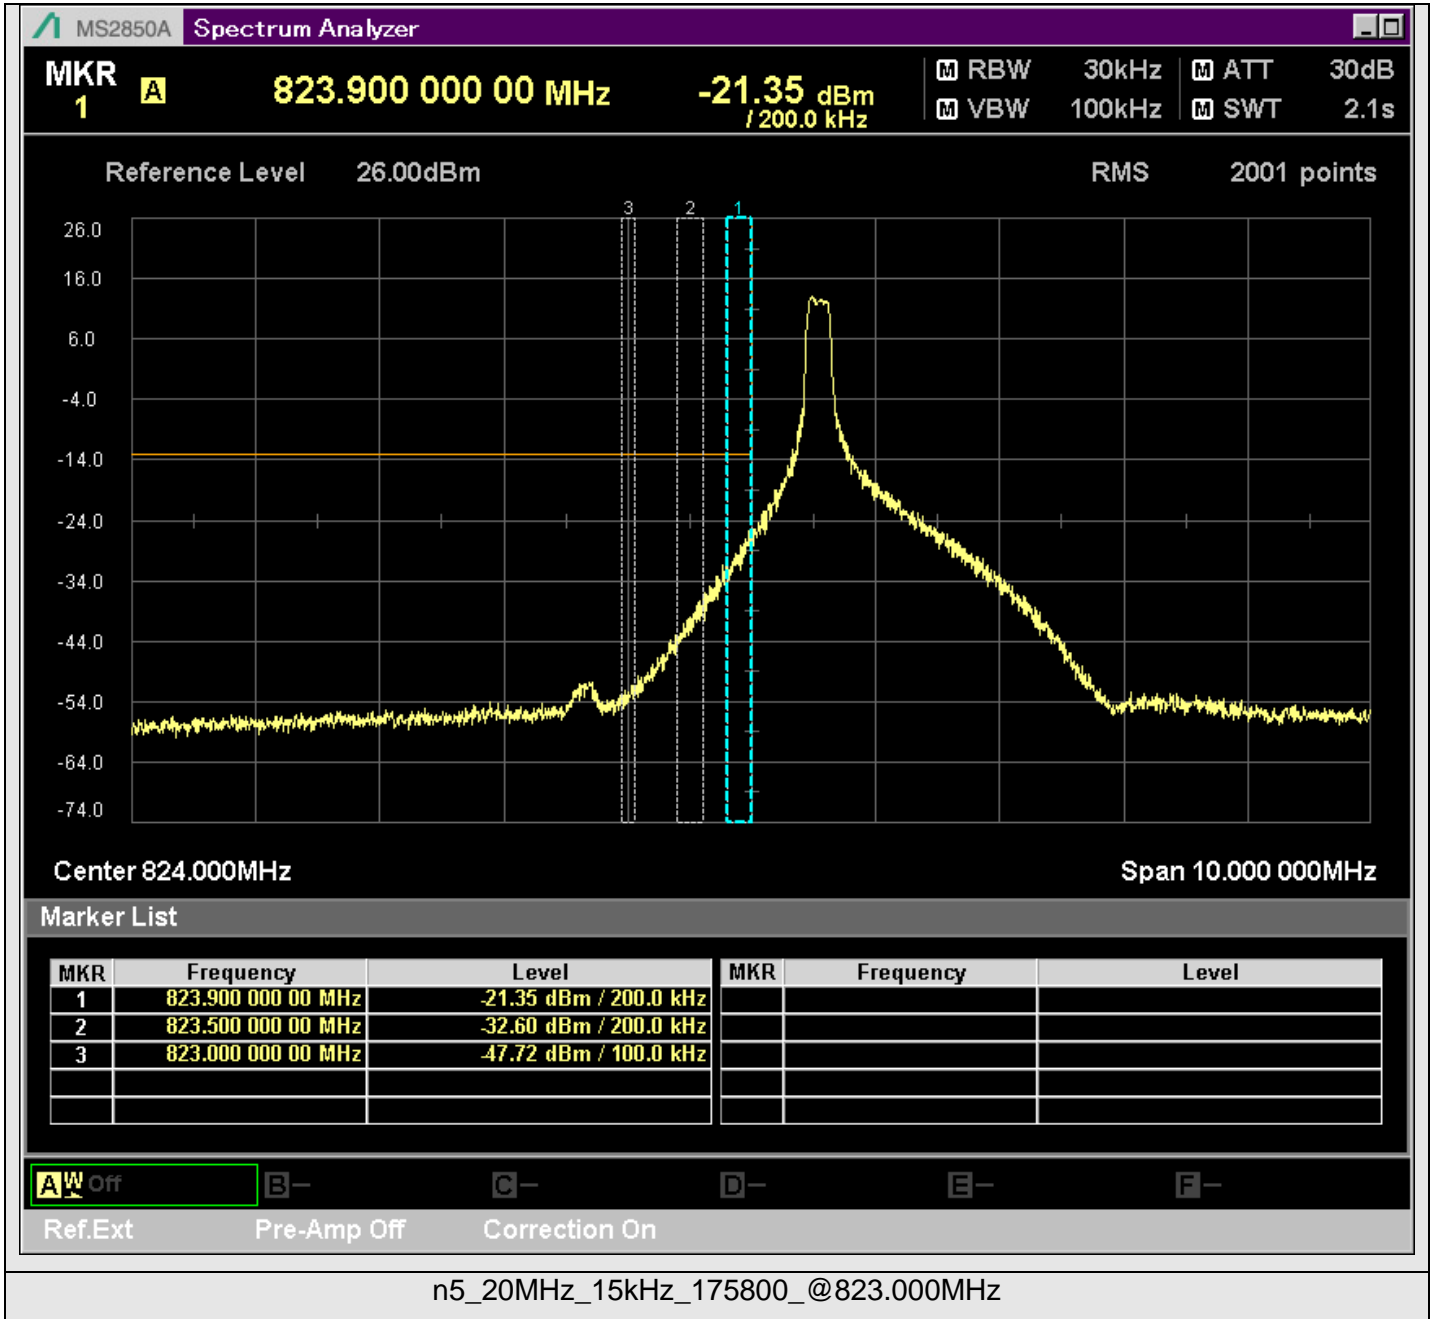 MS2850A Spectrum Analyzer
MKR 1 A 823.900 000 00 MHz -21.35 dBm / 200.0 kHz
M RBW 30kHz M ATT 30dB
M VBW 100kHz M SWT 2.1s
Reference Level 26.00dBm RMS 2001 points
3 2 1
26.0
16.0
6.0
-4.0
-14.0
-24.0
-34.0
-44.0
-54.0
-64.0
-74.0
Center 824.000MHz Span 10.000 000MHz
Marker List
MKR Frequency Level MKR Frequency Level
1 823.900 000 00 MHz -21.35 dBm / 200.0 kHz
2 823.500 000 00 MHz -32.60 dBm / 200.0 kHz
3 823.000 000 00 MHz -47.72 dBm / 100.0 kHz
A W Off B – C – D – E – F –
Ref.Ext Pre-Amp Off Correction On
n5_20MHz_15kHz_175800_@823.000MHz